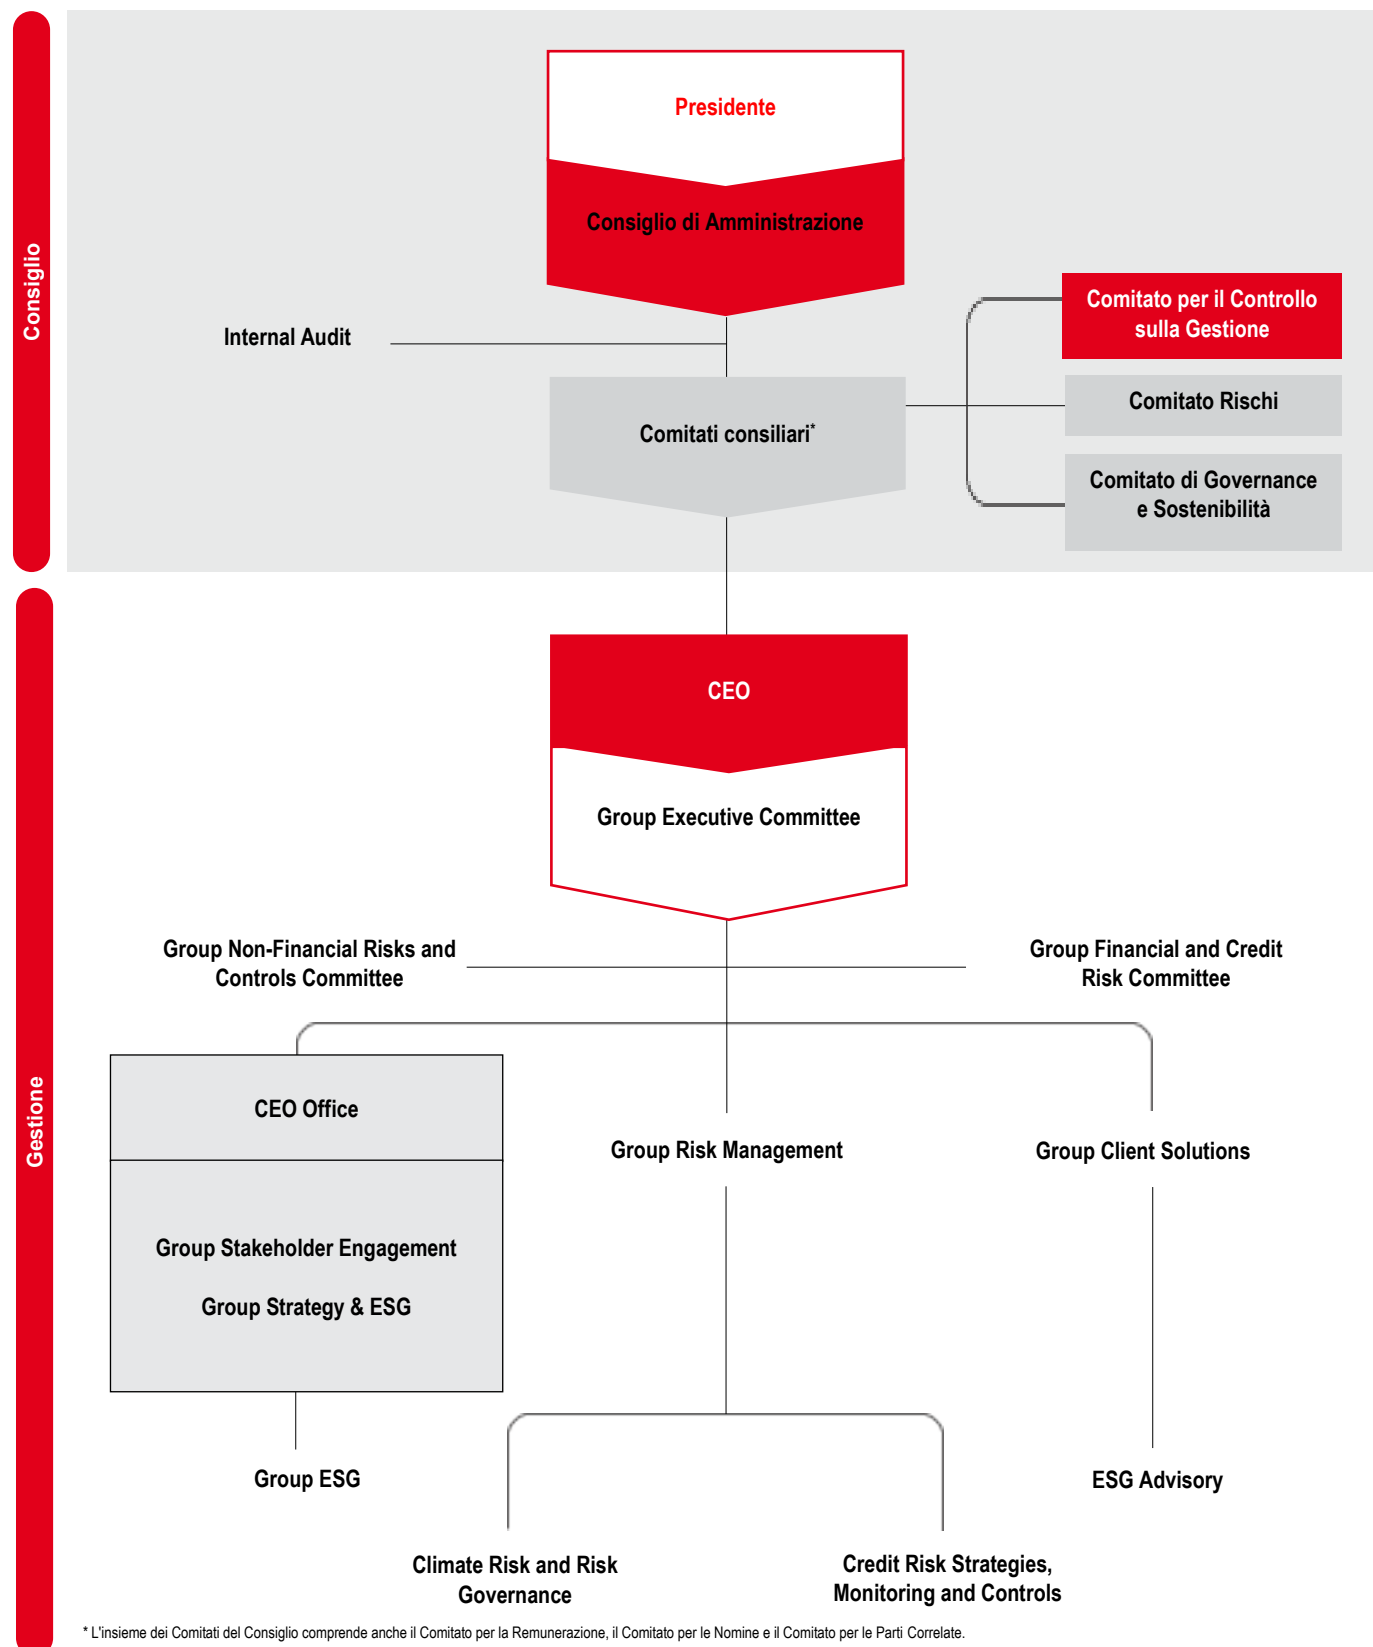 Consiglio
Presidente
Consiglio di Amministrazione
Internal Audit
Comitati consiliari*
Comitato per il Controllo
sulla Gestione
Comitato Rischi
Comitato di Governance
e Sostenibilità
Gestione
CEO
Group Executive Committee
Group Non-Financial Risks and
Controls Committee
Group Financial and Credit
Risk Committee
CEO Office
Group Stakeholder Engagement
Group Strategy & ESG
Group Risk Management
Group Client Solutions
Group ESG
ESG Advisory
Climate Risk and Risk
Governance
Credit Risk Strategies,
Monitoring and Controls
* L'insieme dei Comitati del Consiglio comprende anche il Comitato per la Remunerazione, il Comitato per le Nomine e il Comitato per le Parti Correlate.